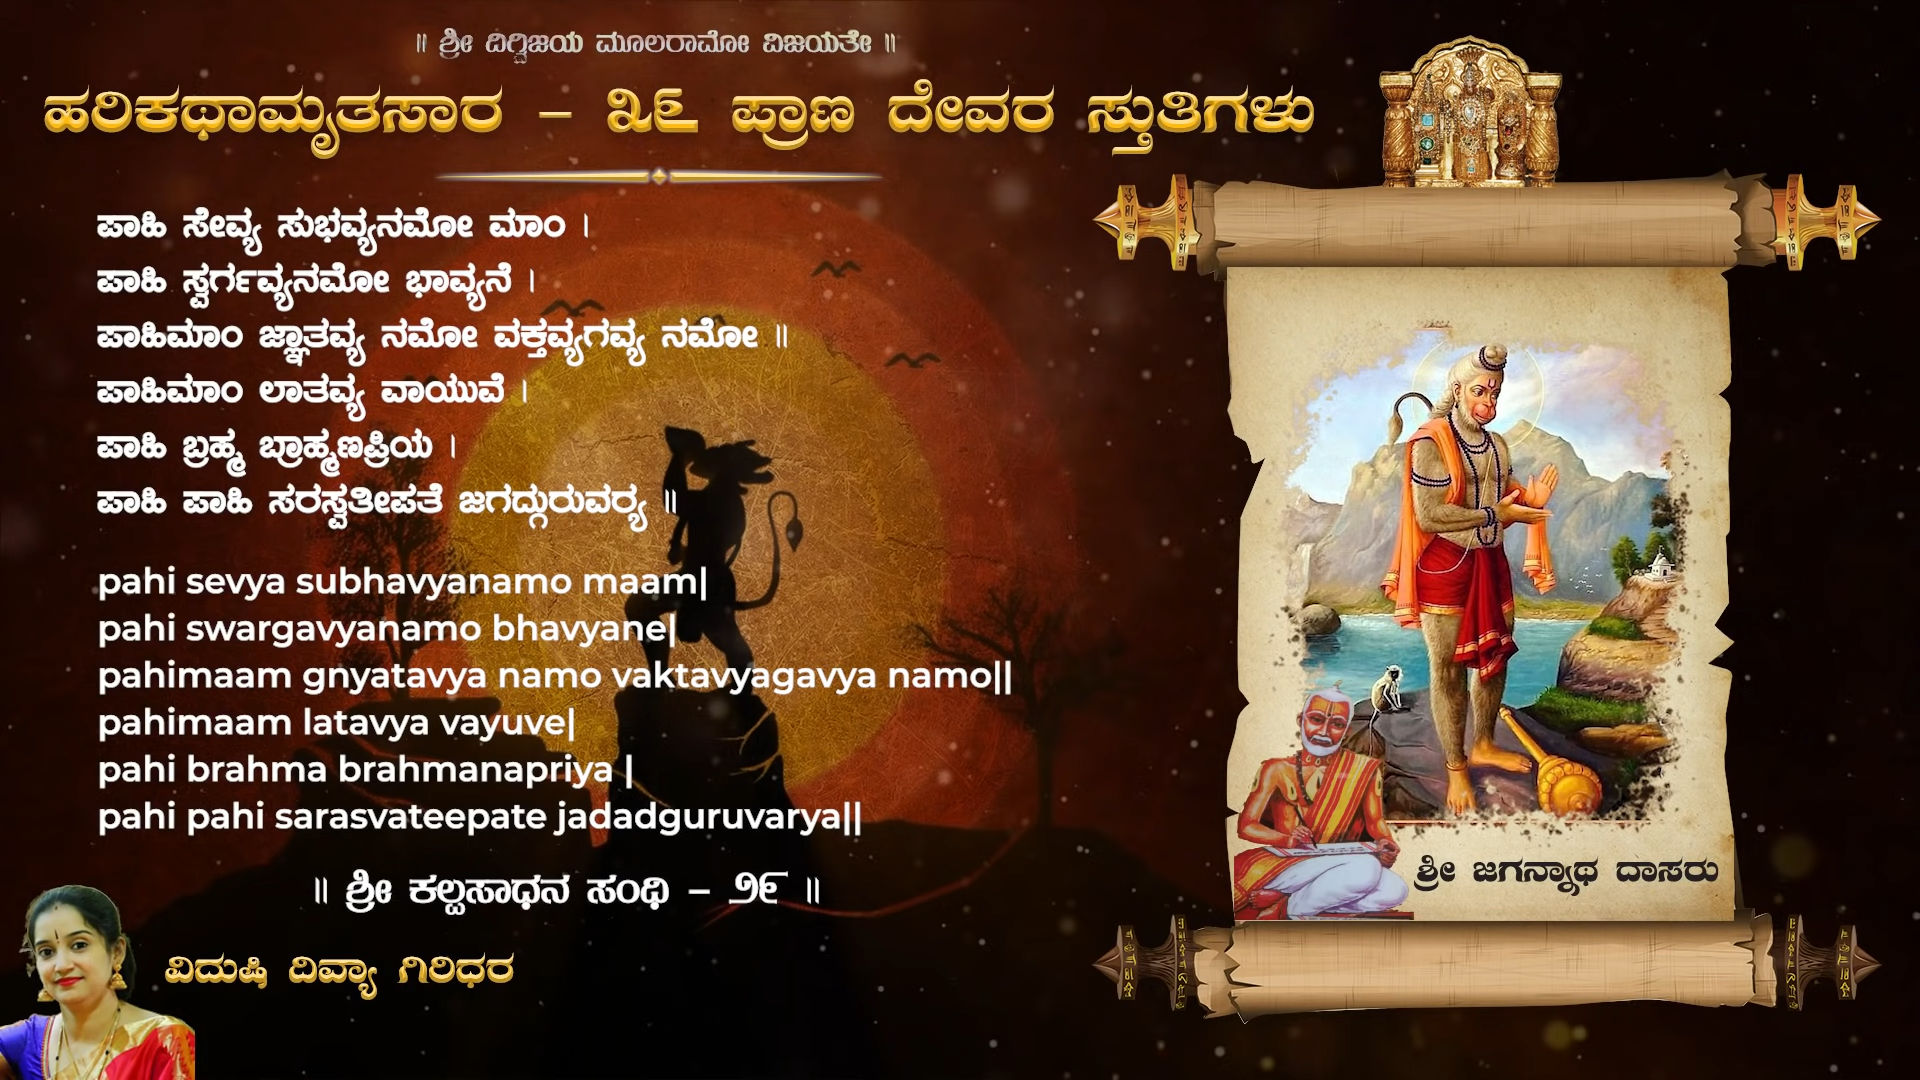 ॥ ಶ್ರೀ ದಿಗ್ವಿಜಯ ಮೂಲರಾಮೋ ವಿಜಯತೇ ॥
ಹರಿಕಥಾಮೃತಸಾರ – ೩೬ ಪ್ರಾಣ ದೇವರ ಸ್ತುತಿಗಳು
ಪಾಹಿ ಸೇವ್ಯ ಸುಭವ್ಯನಮೋ ಮಾಂ ।
ಪಾಹಿ ಸ್ವರ್ಗವ್ಯನಮೋ ಭಾವ್ಯನೆ ।
ಪಾಹಿಮಾಂ ಜ್ಞಾತವ್ಯ ನಮೋ ವಕ್ತವ್ಯಗವ್ಯ ನಮೋ ॥
ಪಾಹಿಮಾಂ ಲಾತವ್ಯ ವಾಯುವೆ ।
ಪಾಹಿ ಬ್ರಹ್ಮ ಬ್ರಾಹ್ಮಣಪ್ರಿಯ ।
ಪಾಹಿ ಪಾಹಿ ಸರಸ್ವತೀಪತೆ ಜಗದ್ಗುರುವರ‍್ಯ ॥
pahi sevya subhavyanamo maam|
pahi swargavyanamo bhavyane|
pahimaam gnyatavya namo vaktavyagavya namo||
pahimaam latavya vayuve|
pahi brahma brahmanapriya |
pahi pahi sarasvateepate jadadguruvarya||
॥ ಶ್ರೀ ಕಲ್ಪಸಾಧನ ಸಂಧಿ – ೨೯ ॥
ವಿದುಷಿ ದಿವ್ಯಾ ಗಿರಿಧರ
ಶ್ರೀ ಜಗನ್ನಾಥ ದಾಸರು